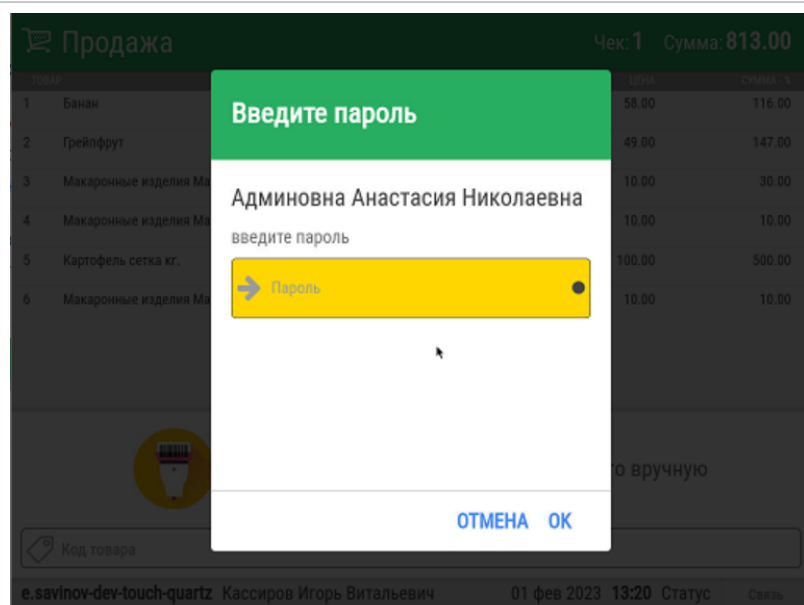 Продажа Чек: 1 Сумма: 813.00
ТОВАР ЦЕНА СУММА - %
1 Банан 58.00 116.00
2 Грейпфрут 49.00 147.00
3 Макаронные изделия Ма 10.00 30.00
4 Макаронные изделия Ма 10.00 10.00
5 Картофель сетка кг. 100.00 500.00
6 Макаронные изделия Ма 10.00 10.00
Введите пароль
Админовна Анастасия Николаевна
введите пароль
Пароль
ОТМЕНА ОК
о вручную
Код товара
e.savinov-dev-touch-quartz Кассиров Игорь Витальевич 01 фев 2023 13:20 Статус Связь